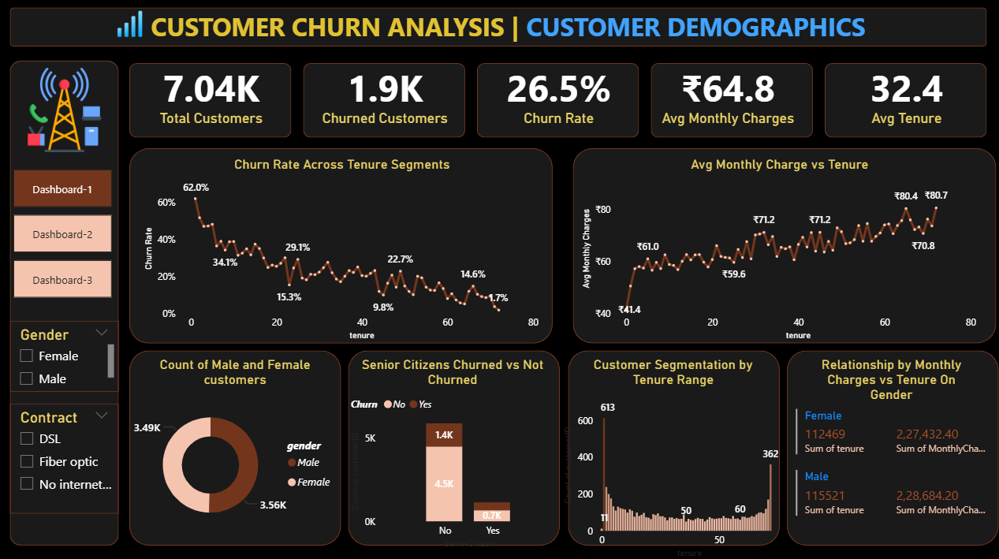 CUSTOMER CHURN ANALYSIS | CUSTOMER DEMOGRAPHICS
7.04K
Total Customers
1.9K
Churned Customers
26.5%
Churn Rate
₹64.8
Avg Monthly Charges
32.4
Avg Tenure
Dashboard-1
Dashboard-2
Dashboard-3
Gender
Female
Male
Contract
DSL
Fiber optic
No internet...
Churn Rate Across Tenure Segments
Churn Rate
60%
40%
20%
0%
62.0%
34.1%
29.1%
15.3%
22.7%
9.8%
14.6%
1.7%
0 20 40 60 80
tenure
Avg Monthly Charge vs Tenure
Avg Monthly Charges
₹80
₹60
₹40
₹41.4
₹61.0
₹59.6
₹71.2
₹71.2
₹80.4
₹70.8
₹80.7
0 20 40 60 80
tenure
Count of Male and Female
customers
3.49K
3.56K
gender
Male
Female
Senior Citizens Churned vs Not
Churned
Churn No Yes
5K
0K
1.4K
4.5K
0.7K
No Yes
Customer Segmentation by
Tenure Range
600
400
200
0
613
11
50
60
362
0 50
tenure
Relationship by Monthly
Charges vs Tenure On
Gender
Female
112469 2,27,432.40
Sum of tenure Sum of MonthlyCha...
Male
115521 2,28,684.20
Sum of tenure Sum of MonthlyCha...